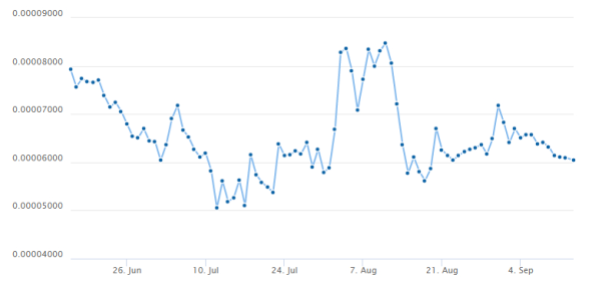 0.00009000
0.00008000
0.00007000
0.00006000
0.00005000
0.00004000
26. Jun
10. Jul
24. Jul
7. Aug
21. Aug
4. Sep